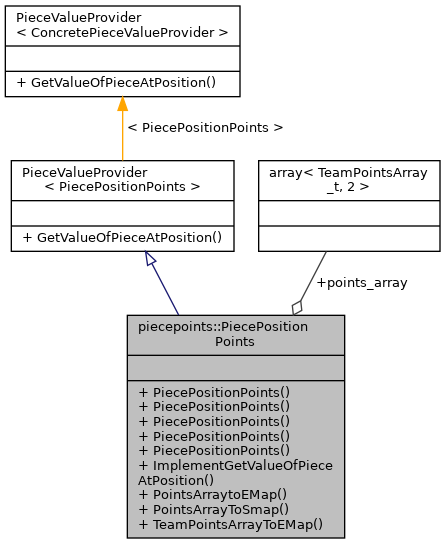 PieceValueProvider
< ConcretePieceValueProvider >
+ GetValueOfPieceAtPosition()
< PiecePositionPoints >
PieceValueProvider
< PiecePositionPoints >
+ GetValueOfPieceAtPosition()
array< TeamPointsArray
_t, 2 >
+points_array
piecepoints::PiecePosition
Points
+ PiecePositionPoints()
+ PiecePositionPoints()
+ PiecePositionPoints()
+ PiecePositionPoints()
+ PiecePositionPoints()
+ ImplementGetValueOfPiece
AtPosition()
+ PointsArraytoEMap()
+ PointsArrayToSmap()
+ TeamPointsArrayToEMap()